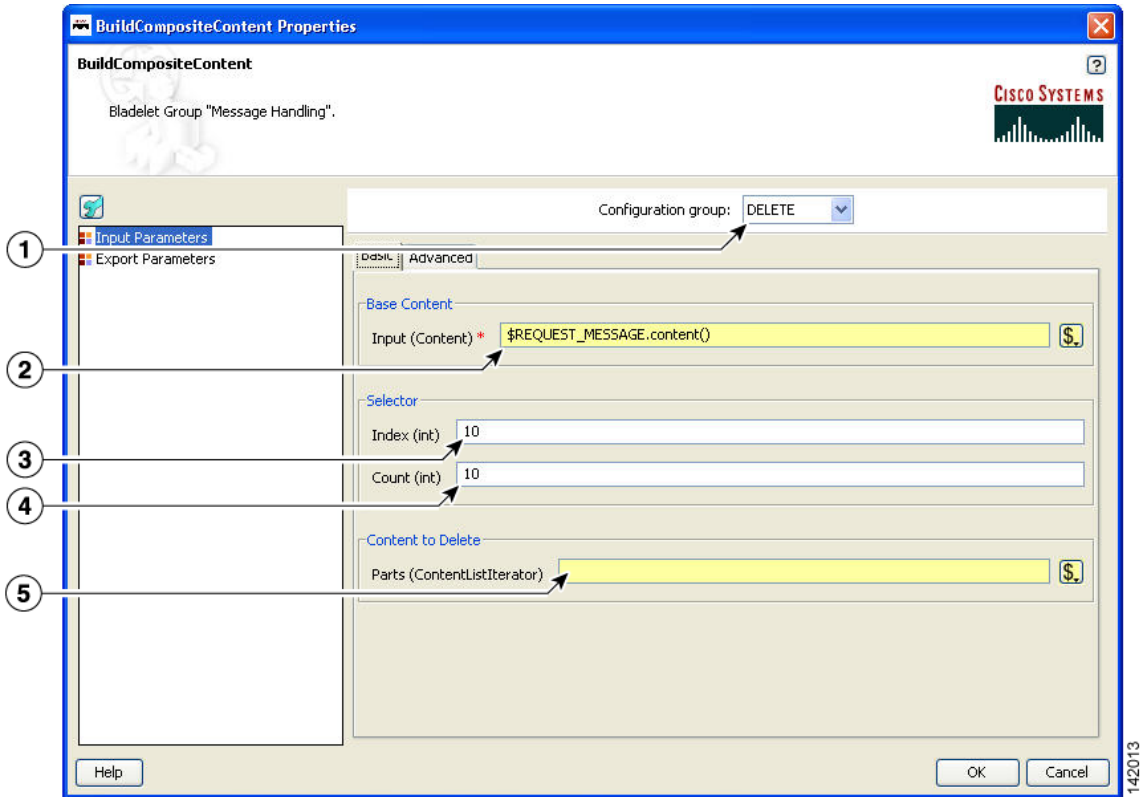 BuildCompositeContent Properties
BuildCompositeContent
?
Bladelet Group "Message Handling".
CISCO SYSTEMS
Configuration group: DELETE
1
Input Parameters
Export Parameters
Basic
Advanced
Base Content
Input (Content) * $REQUEST_MESSAGE.content()
$
2
Selector
Index (int) 10
3
Count (int) 10
4
Content to Delete
Parts (ContentListIterator)
$
5
Help
OK
Cancel
142013